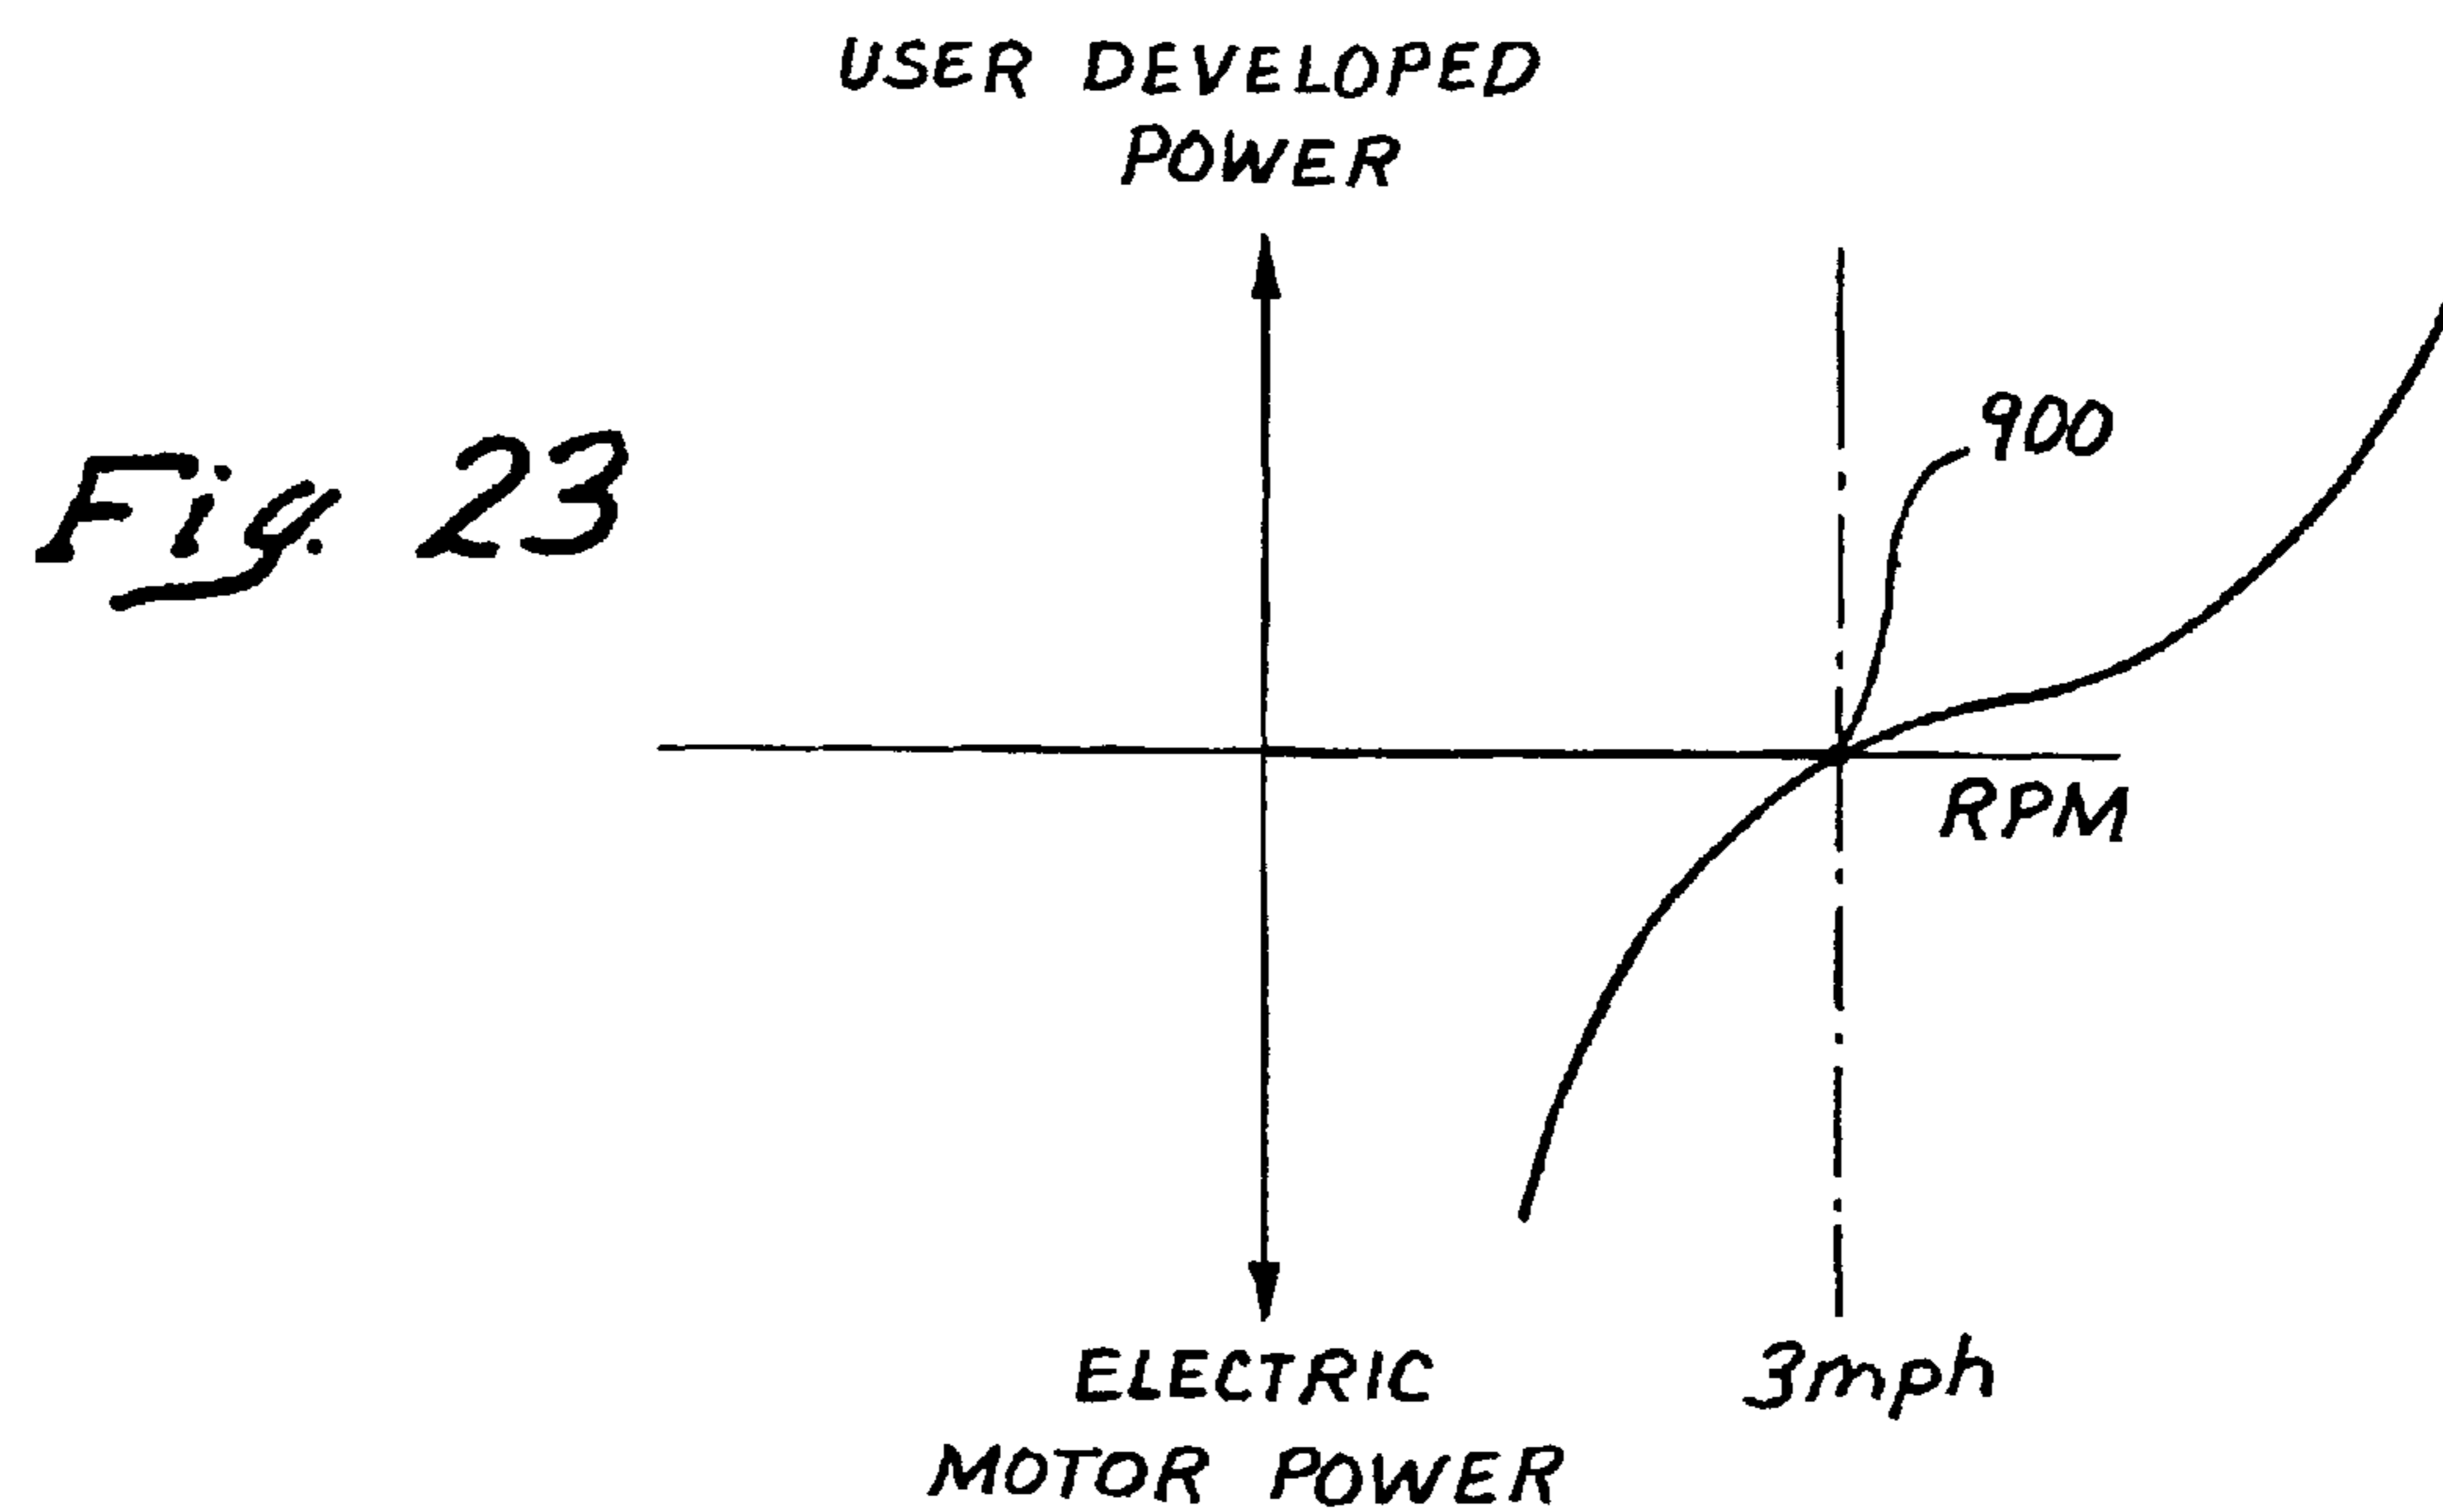 USER DEVELOPED
POWER
900
Fig. 23
RPM
3mph
ELECTRIC
MOTOR POWER